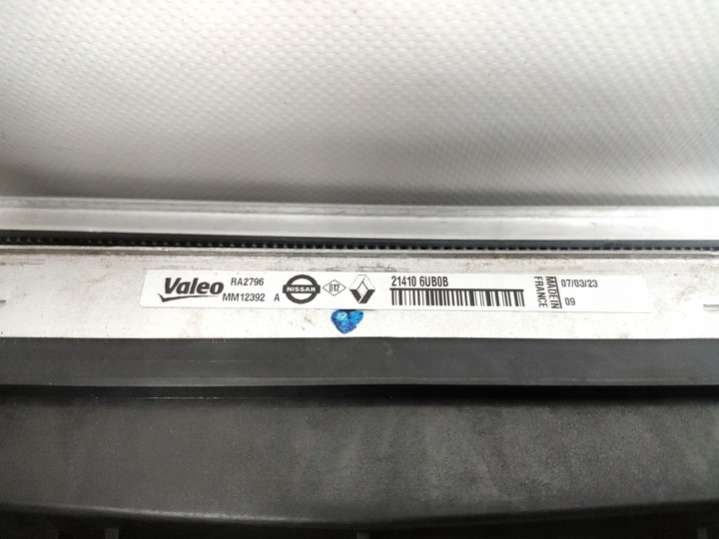 Valeo
RA2796
MM12392 A
NISSAN
21410 6UB0B
MADE IN
FRANCE
07/03/23
09